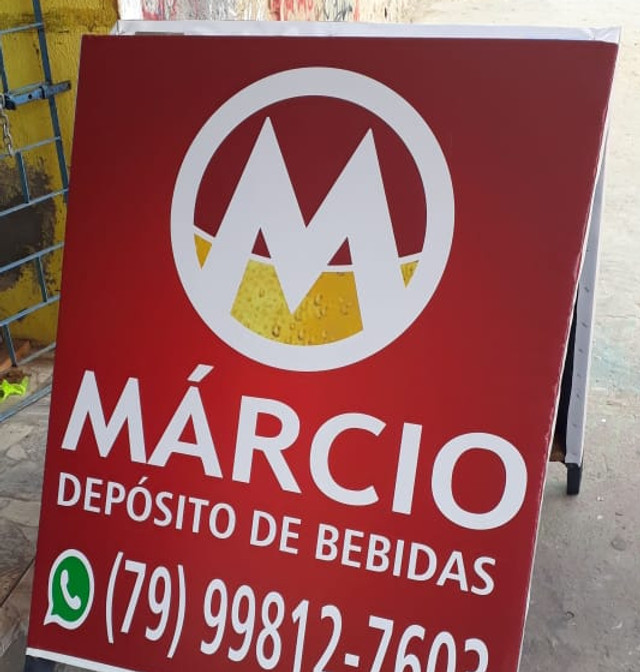 M
MÁRCIO
DEPÓSITO DE BEBIDAS
(79) 99812-7603